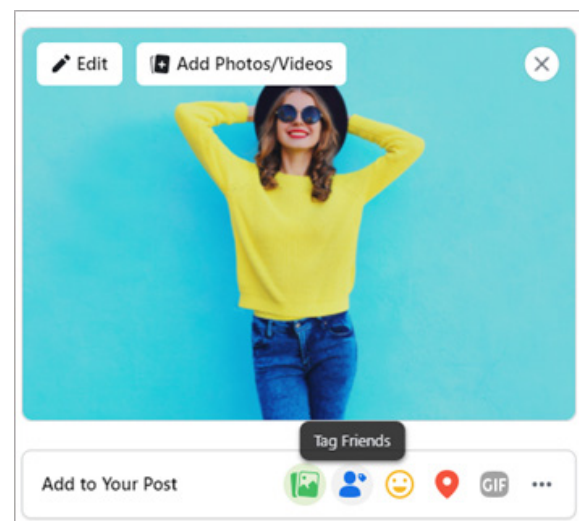 Edit
Add Photos/Videos
Tag Friends
Add to Your Post
GIF